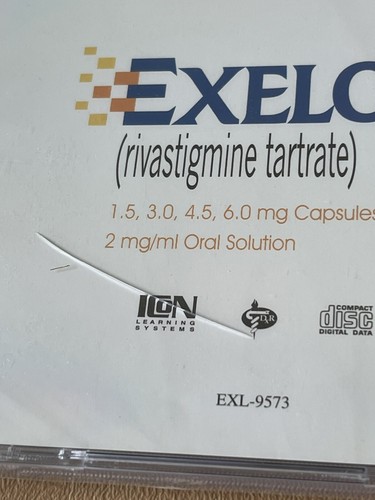 EXELO
(rivastigmine tartrate)
1.5, 3.0, 4.5, 6.0 mg Capsules
2 mg/ml Oral Solution
ICON
LEARNING
SYSTEMS
COMPACT
disc
DIGITAL DATA
EXL-9573